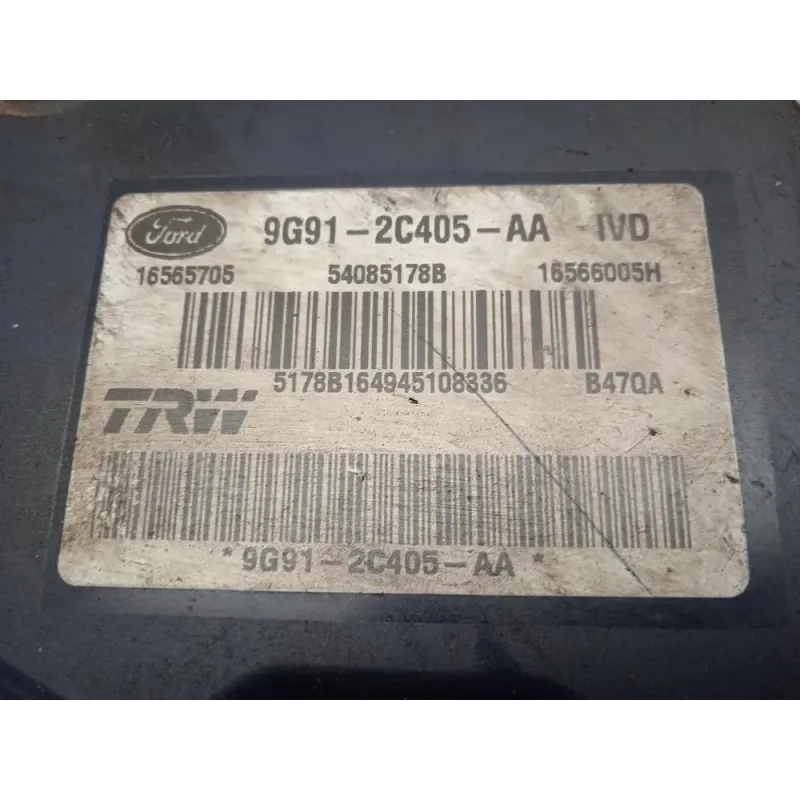 Ford 9G91-2C405-AA IVD
16565705 54085178B 16566005H
5178B164945108336 B47QA
TRW
*9G91-2C405-AA*